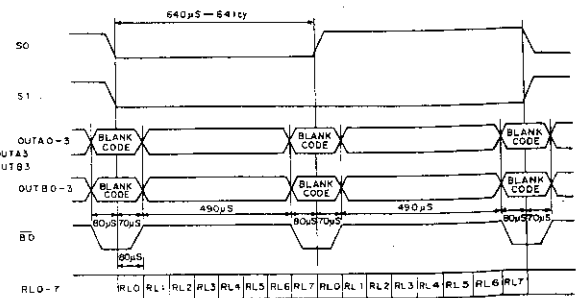 640µS—64tcy
S0
S1
BLANK CODE BLANK CODE BLANK CODE
OUTA0-3
OUTA3
OUTB3
BLANK CODE BLANK CODE BLANK CODE
OUTB0-3
80µS 70µS 490µS 80µS 70µS 490µS 80µS 70µS
BD
80µS
RL0-7 RL0 RL1 RL2 RL3 RL4 RL5 RL6 RL7 RL0 RL1 RL2 RL3 RL4 RL5 RL6 RL7